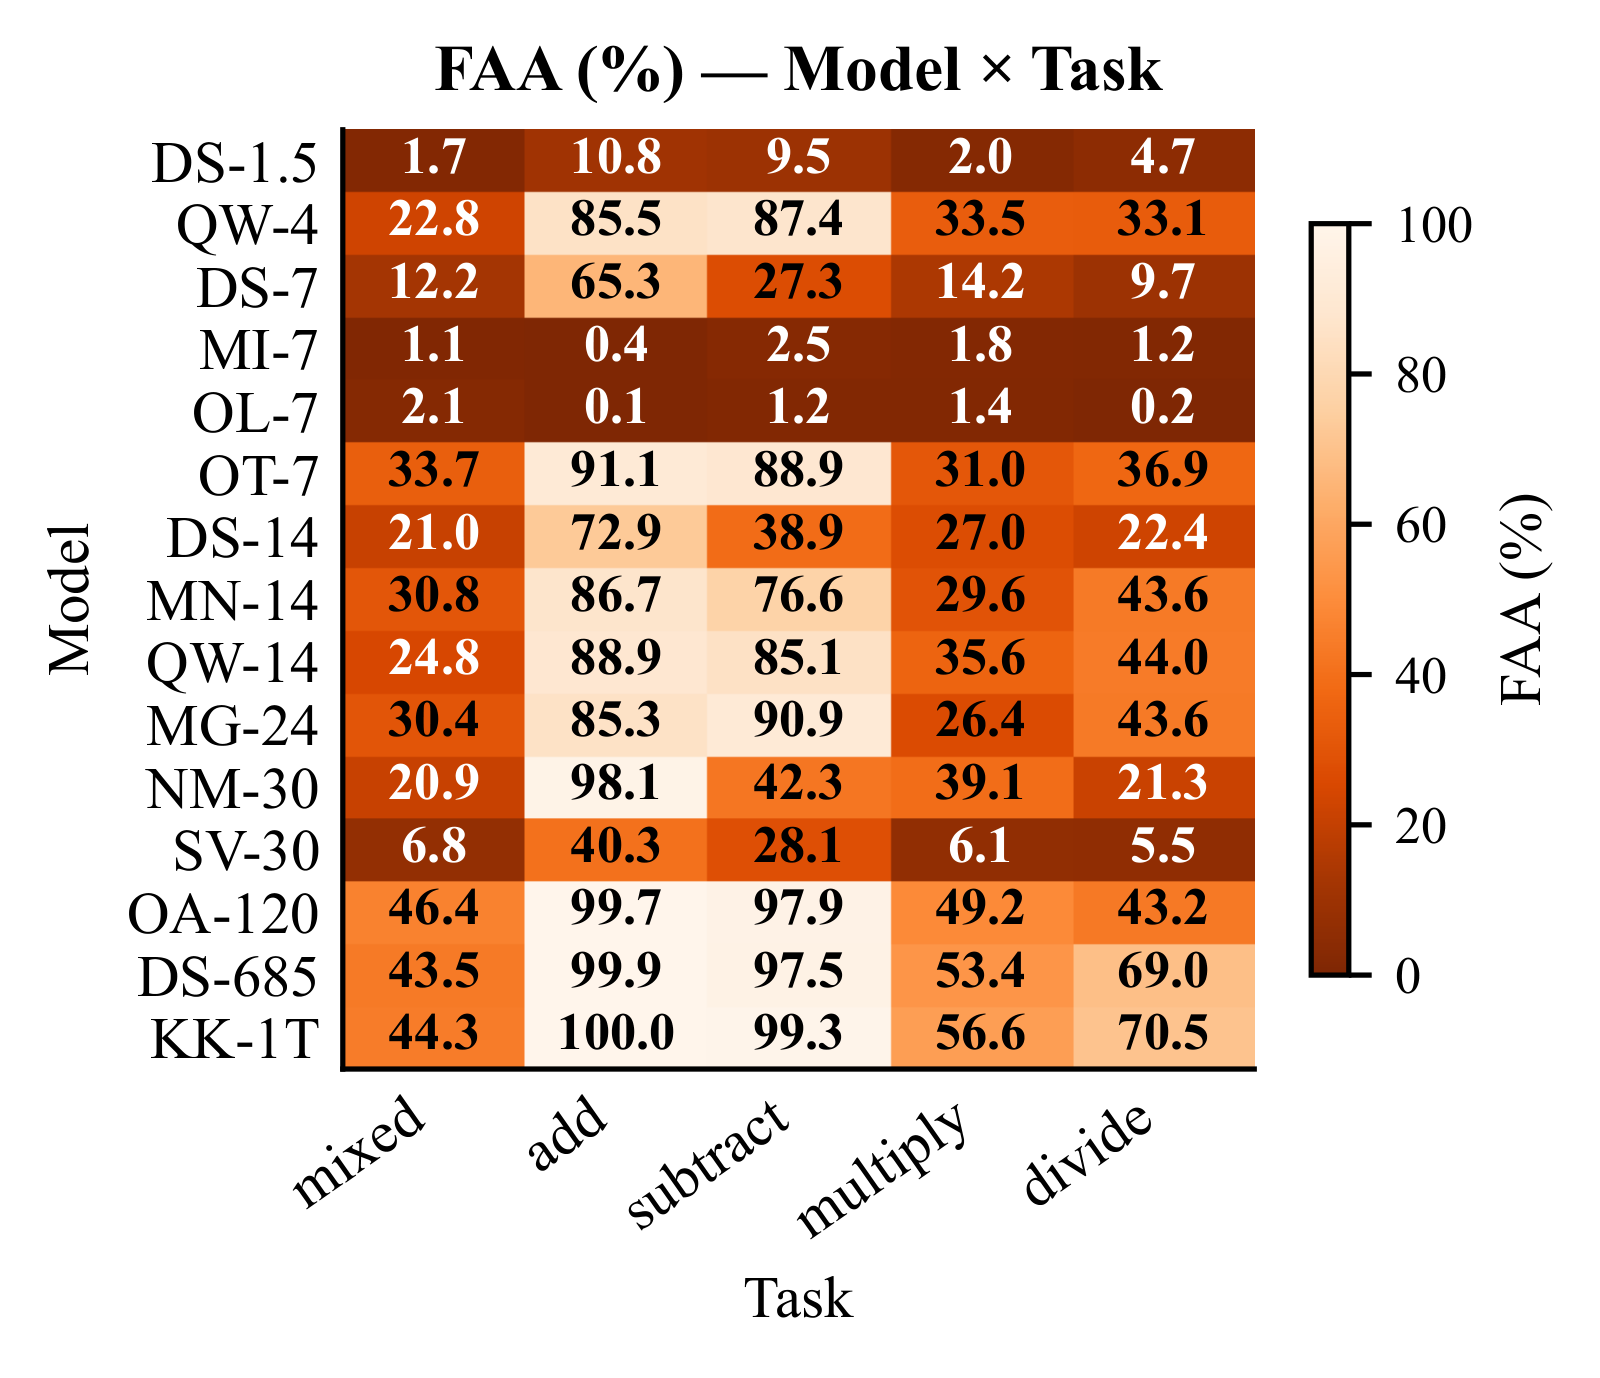 FAA (%) — Model × Task
DS-1.5 1.7 10.8 9.5 2.0 4.7
QW-4 22.8 85.5 87.4 33.5 33.1
DS-7 12.2 65.3 27.3 14.2 9.7
MI-7 1.1 0.4 2.5 1.8 1.2
OL-7 2.1 0.1 1.2 1.4 0.2
OT-7 33.7 91.1 88.9 31.0 36.9
DS-14 21.0 72.9 38.9 27.0 22.4
MN-14 30.8 86.7 76.6 29.6 43.6
QW-14 24.8 88.9 85.1 35.6 44.0
MG-24 30.4 85.3 90.9 26.4 43.6
NM-30 20.9 98.1 42.3 39.1 21.3
SV-30 6.8 40.3 28.1 6.1 5.5
OA-120 46.4 99.7 97.9 49.2 43.2
DS-685 43.5 99.9 97.5 53.4 69.0
KK-1T 44.3 100.0 99.3 56.6 70.5
mixed add subtract multiply divide
Task
Model
100
80
60
40
20
0
FAA (%)